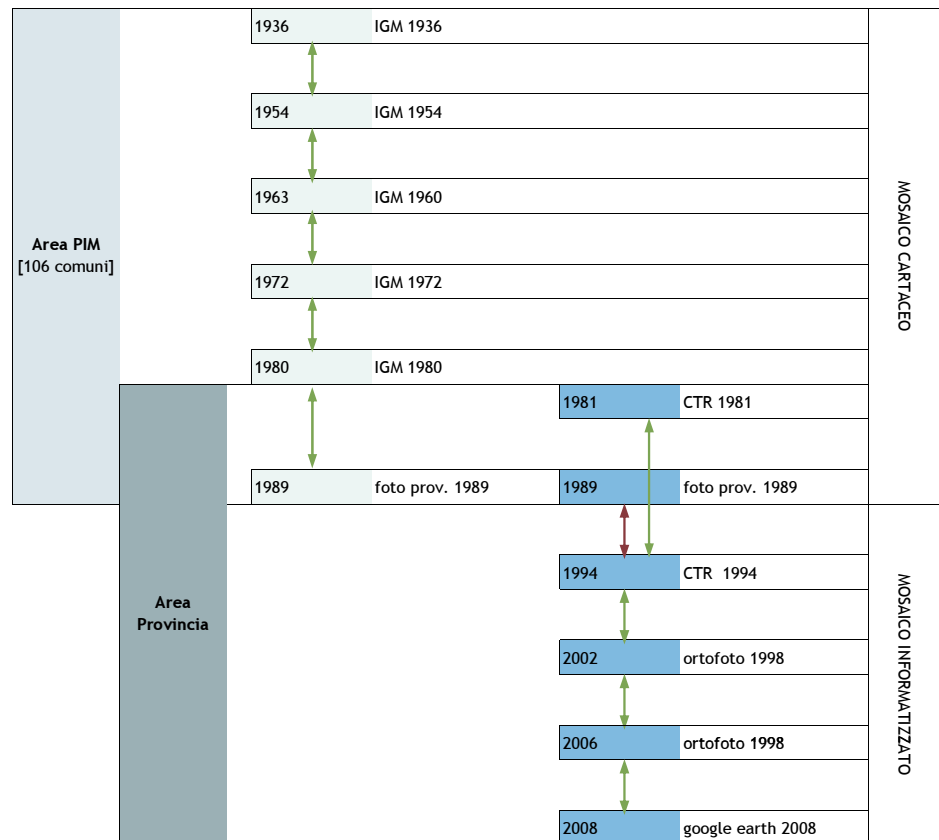 1936 IGM 1936
1954 IGM 1954
1963 IGM 1960
MOSAICO CARTACEO
Area PIM
[106 comuni]
1972 IGM 1972
1980 IGM 1980
1981 CTR 1981
1989 foto prov. 1989 1989 foto prov. 1989
1994 CTR 1994
Area
Provincia
MOSAICO INFORMATIZZATO
2002 ortofoto 1998
2006 ortofoto 1998
2008 google earth 2008